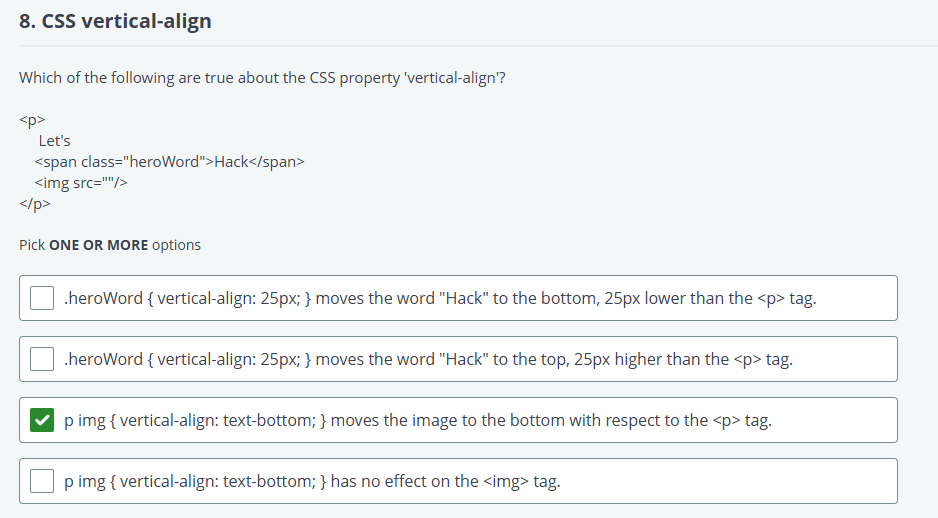 8. CSS vertical-align
Which of the following are true about the CSS property 'vertical-align'?
<p>
Let's
<span class="heroWord">Hack</span>
<img src=""/>
</p>
Pick ONE OR MORE options
.heroWord { vertical-align: 25px; } moves the word "Hack" to the bottom, 25px lower than the <p> tag.
.heroWord { vertical-align: 25px; } moves the word "Hack" to the top, 25px higher than the <p> tag.
p img { vertical-align: text-bottom; } moves the image to the bottom with respect to the <p> tag.
p img { vertical-align: text-bottom; } has no effect on the <img> tag.